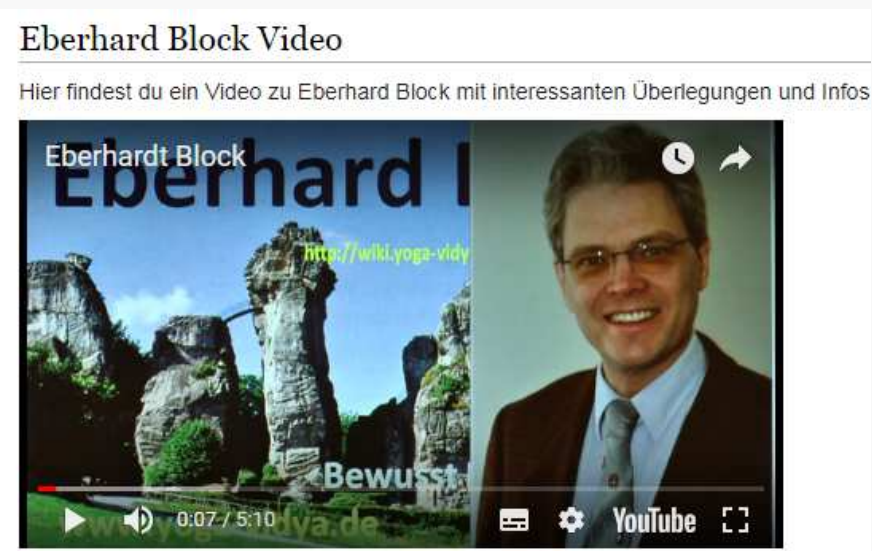 Eberhard Block Video
Hier findest du ein Video zu Eberhard Block mit interessanten Überlegungen und Infos
Eberhardt Block
Eberhard
http://wiki.yoga-vidy
Bewusst
0:07 / 5:10
YouTube